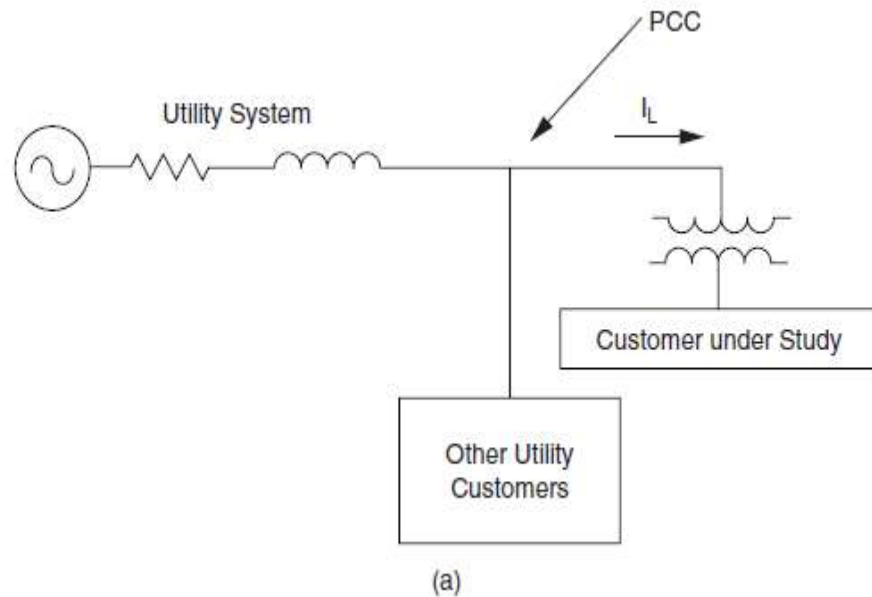 PCC
Utility System
I_L
Customer under Study
Other Utility
Customers
(a)